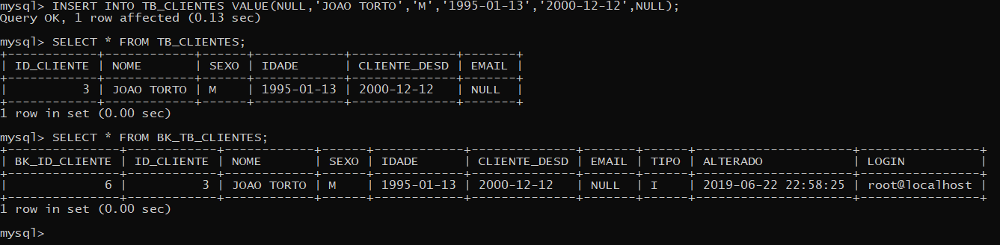 mysql> INSERT INTO TB_CLIENTES VALUE(NULL,'JOAO TORTO','M','1995-01-13','2000-12-12',NULL);
Query OK, 1 row affected (0.13 sec)
mysql> SELECT * FROM TB_CLIENTES;
+------------+------------+------+------------+--------------+-------+
| ID_CLIENTE | NOME       | SEXO | IDADE      | CLIENTE_DESD | EMAIL |
+------------+------------+------+------------+--------------+-------+
|          3 | JOAO TORTO | M    | 1995-01-13 | 2000-12-12   | NULL  |
+------------+------------+------+------------+--------------+-------+
1 row in set (0.00 sec)
mysql> SELECT * FROM BK_TB_CLIENTES;
+---------------+------------+------------+------+------------+--------------+-------+------+---------------------+----------------+
| BK_ID_CLIENTE | ID_CLIENTE | NOME       | SEXO | IDADE      | CLIENTE_DESD | EMAIL | TIPO | ALTERADO            | LOGIN          |
+---------------+------------+------------+------+------------+--------------+-------+------+---------------------+----------------+
|             6 |          3 | JOAO TORTO | M    | 1995-01-13 | 2000-12-12   | NULL  | I    | 2019-06-22 22:58:25 | root@localhost |
+---------------+------------+------------+------+------------+--------------+-------+------+---------------------+----------------+
1 row in set (0.00 sec)
mysql>